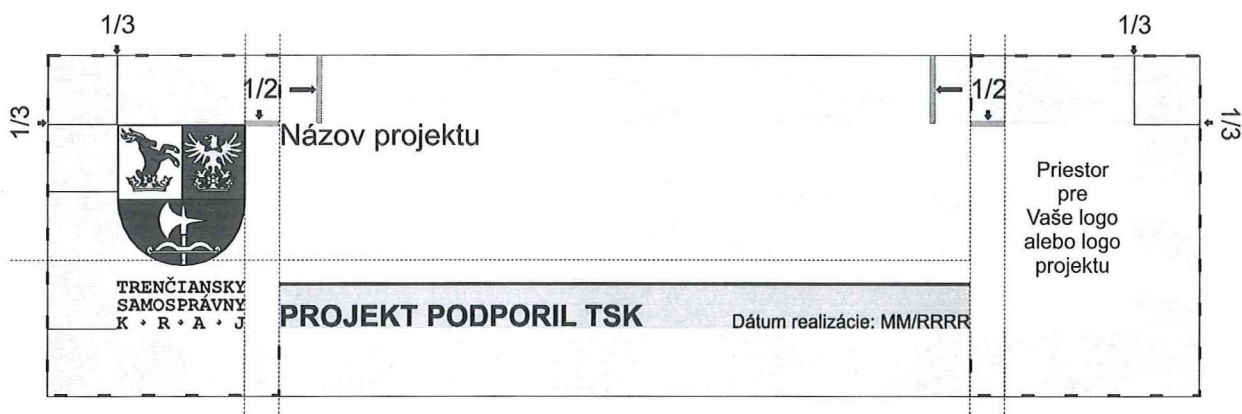 1/3
1/3
1/2
1/2
1/3
1/3
Názov projektu
Priestor
pre
Vaše logo
alebo logo
projektu
TRENČIANSKY
SAMOSPRÁVNY
K • R • A • J
PROJEKT PODPORIL TSK
Dátum realizácie: MM/RRRR